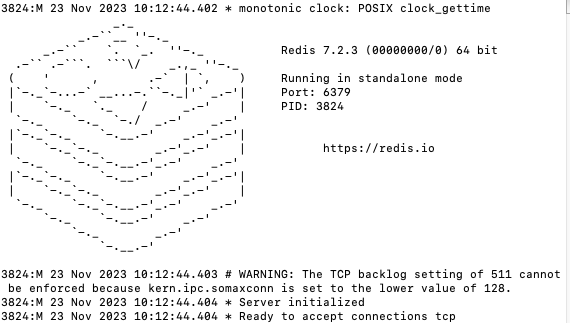 3824:M 23 Nov 2023 10:12:44.402 * monotonic clock: POSIX clock_gettime
Redis 7.2.3 (00000000/0) 64 bit
Running in standalone mode
Port: 6379
PID: 3824
https://redis.io
3824:M 23 Nov 2023 10:12:44.403 # WARNING: The TCP backlog setting of 511 cannot
be enforced because kern.ipc.somaxconn is set to the lower value of 128.
3824:M 23 Nov 2023 10:12:44.404 * Server initialized
3824:M 23 Nov 2023 10:12:44.404 * Ready to accept connections tcp